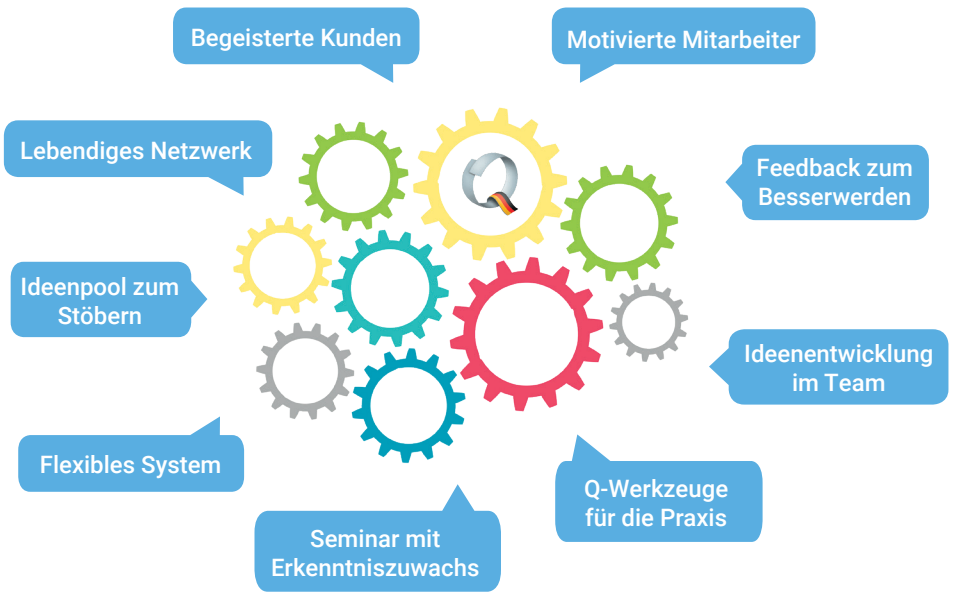 Begeisterte Kunden
Motivierte Mitarbeiter
Lebendiges Netzwerk
Feedback zum
Besserwerden
Ideenpool zum
Stöbern
Ideenentwicklung
im Team
Flexibles System
Q-Werkzeuge
für die Praxis
Seminar mit
Erkenntniszuwachs
Q